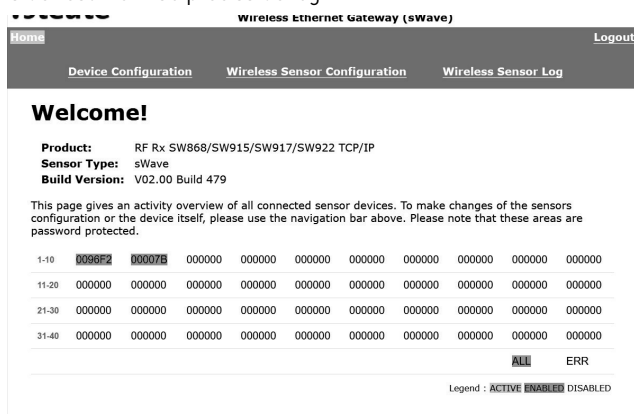 Wireless Ethernet Gateway (sWave)
Home
Logout
Device Configuration Wireless Sensor Configuration Wireless Sensor Log
Welcome!
Product: RF Rx SW868/SW915/SW917/SW922 TCP/IP
Sensor Type: sWave
Build Version: V02.00 Build 479
This page gives an activity overview of all connected sensor devices. To make changes of the sensors
configuration or the device itself, please use the navigation bar above. Please note that these areas are
password protected.
1-10 0096F2 00007B 000000 000000 000000 000000 000000 000000 000000 000000
11-20 000000 000000 000000 000000 000000 000000 000000 000000 000000 000000
21-30 000000 000000 000000 000000 000000 000000 000000 000000 000000 000000
31-40 000000 000000 000000 000000 000000 000000 000000 000000 000000 000000
ALL ERR
Legend : ACTIVE ENABLED DISABLED